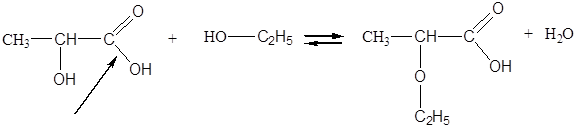 O O
CH3—CH—C + HO—C2H5 CH3—CH—C + H2O
OH OH O OH
C2H5